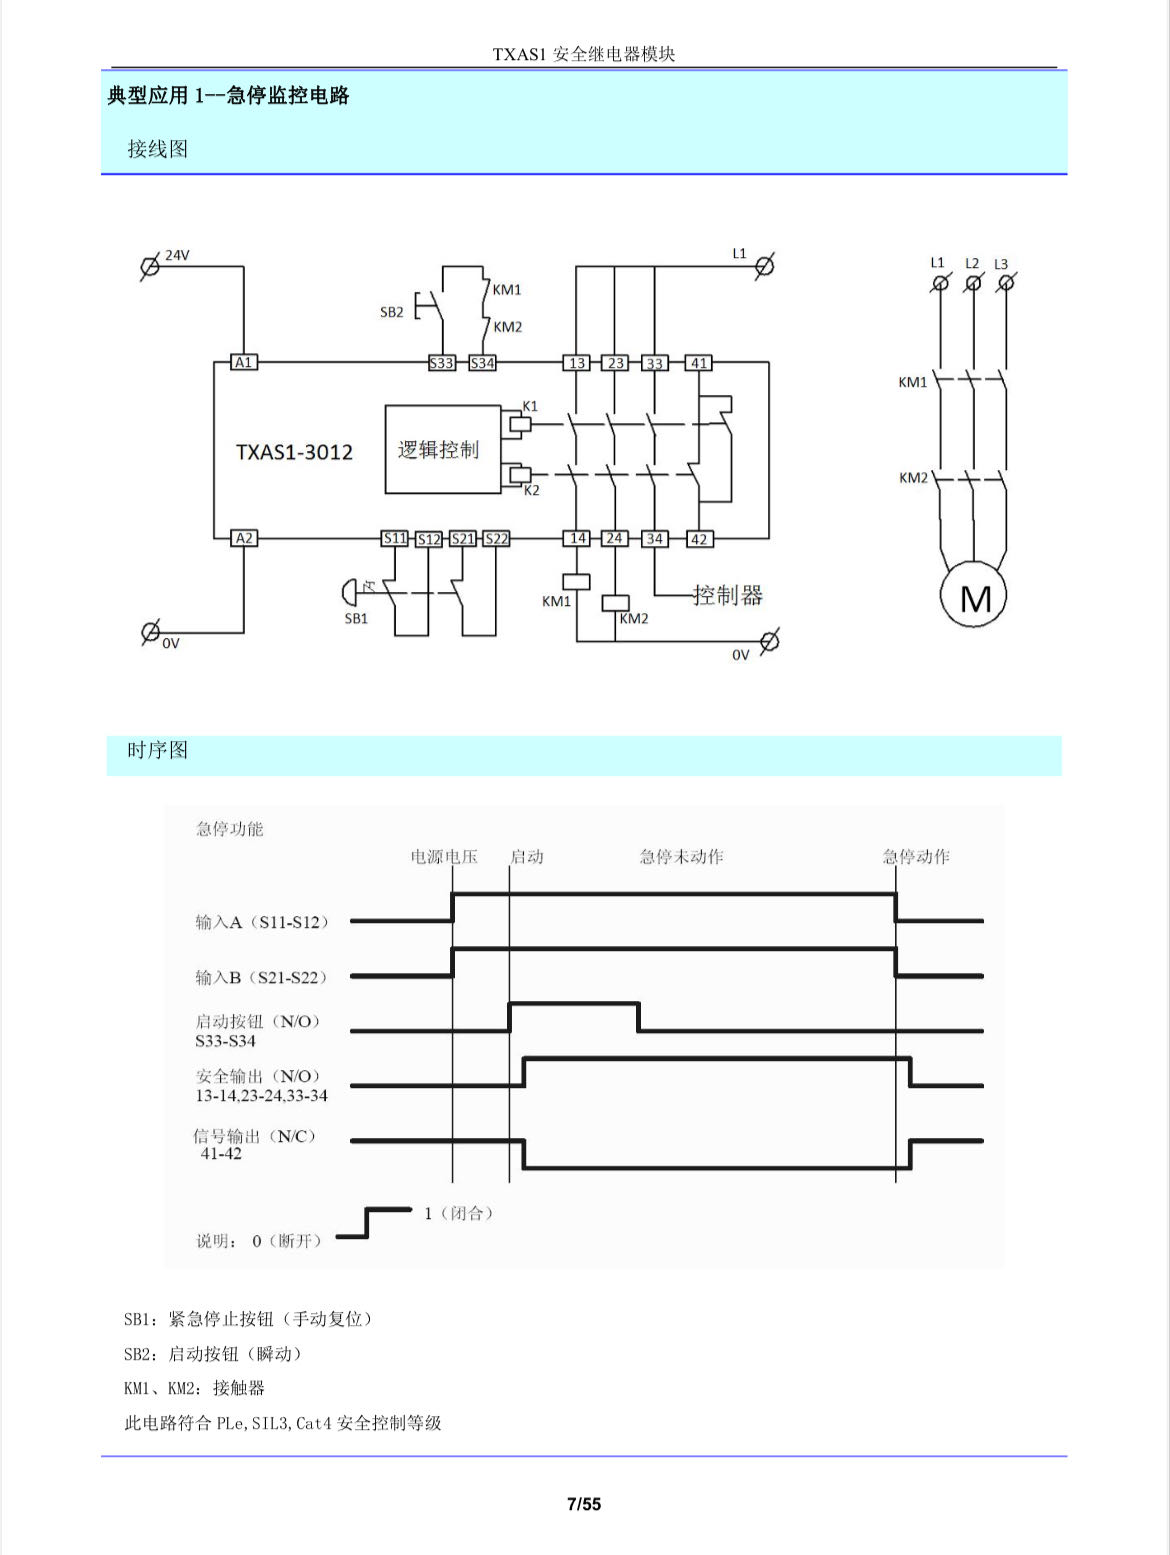 TXAS1 安全继电器模块
典型应用 1--急停监控电路
接线图
24V
L1
L1 L2 L3
KM1
SB2
KM2
A1 S33 S34 13 23 33 41
KM1
K1
TXAS1-3012
逻辑控制
KM2
K2
A2 S11 S12 S21 S22 14 24 34 42
控制器
KM1
M
SB1
KM2
0V
0V
时序图
急停功能
电源电压 启动 急停未动作 急停动作
输入A（S11-S12）
输入B（S21-S22）
启动按钮（N/O）
S33-S34
安全输出（N/O）
13-14,23-24,33-34
信号输出（N/C）
41-42
1（闭合）
说明： 0（断开）
SB1：紧急停止按钮（手动复位）
SB2：启动按钮（瞬动）
KM1、KM2：接触器
此电路符合 PLe,SIL3,Cat4 安全控制等级
7/55